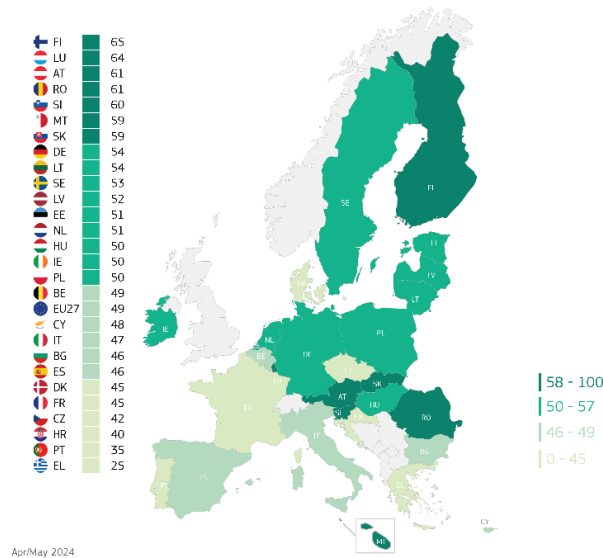 FI 65
LU 64
AT 61
RO 61
SI 60
MT 59
SK 59
DE 54
LT 54
SE 53
LV 52
EE 51
NL 51
HU 50
IE 50
PL 50
BE 49
EU27 49
CY 48
IT 47
BG 46
ES 46
DK 45
FR 45
CZ 42
HR 40
PT 35
EL 25
FI
SE
EE
LV
LT
DK
IE
NL
PL
BE
DE
LU
CZ
SK
FR
AT
HU
SI
RO
IT
BG
PT
ES
EL
CY
MT
58 - 100
50 - 57
46 - 49
0 - 45
Apr/May 2024